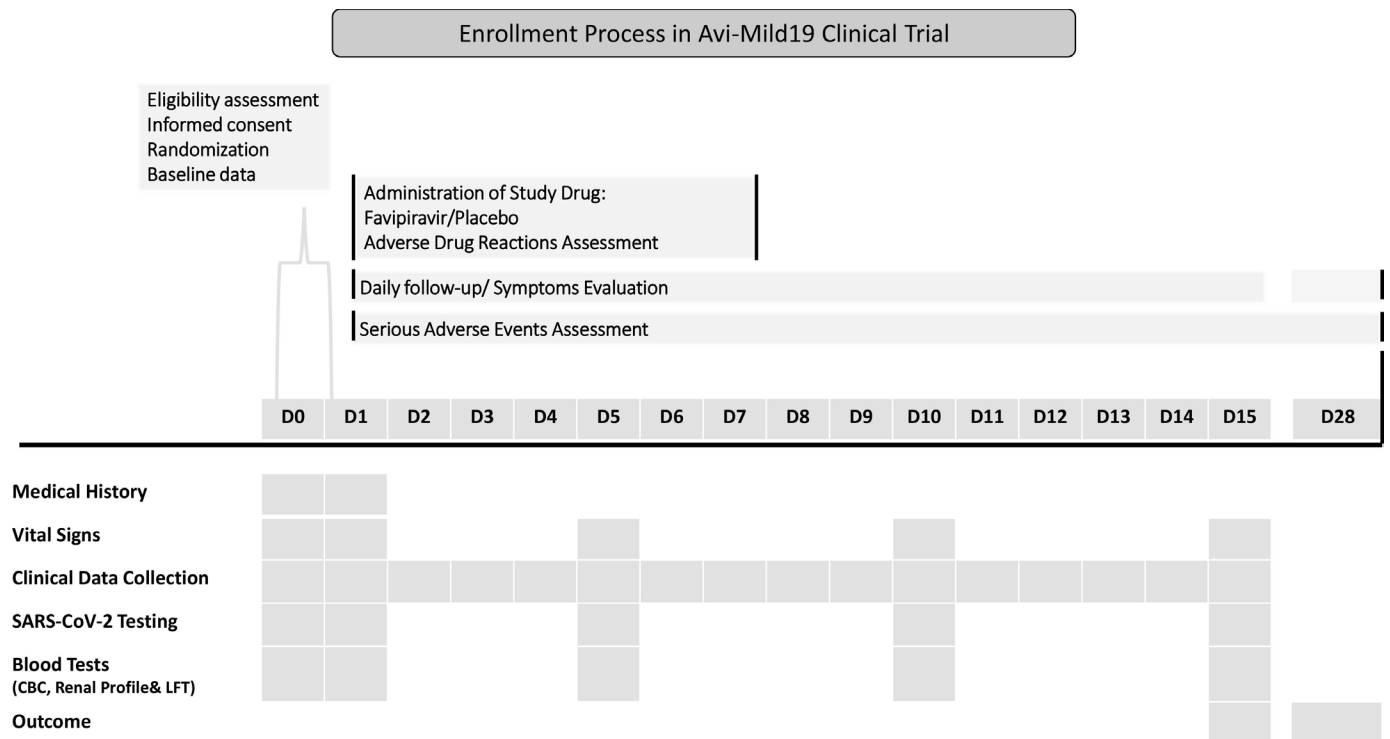 Enrollment Process in Avi-Mild19 Clinical Trial
Eligibility assessment
Informed consent
Randomization
Baseline data
Administration of Study Drug:
Favipiravir/Placebo
Adverse Drug Reactions Assessment
Daily follow-up/ Symptoms Evaluation
Serious Adverse Events Assessment
D0 D1 D2 D3 D4 D5 D6 D7 D8 D9 D10 D11 D12 D13 D14 D15 D28
Medical History
Vital Signs
Clinical Data Collection
SARS-CoV-2 Testing
Blood Tests
(CBC, Renal Profile& LFT)
Outcome